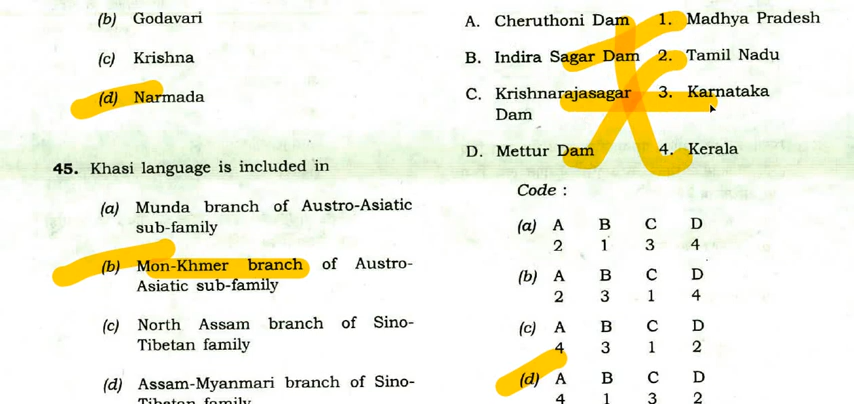 (b) Godavari
(c) Krishna
(d) Narmada
45. Khasi language is included in
(a) Munda branch of Austro-Asiatic
sub-family
(b) Mon-Khmer branch of Austro-
Asiatic sub-family
(c) North Assam branch of Sino-
Tibetan family
(d) Assam-Myanmari branch of Sino-
Tibetan family
A. Cheruthoni Dam 1. Madhya Pradesh
B. Indira Sagar Dam 2. Tamil Nadu
C. Krishnarajasagar 3. Karnataka
Dam
D. Mettur Dam 4. Kerala
Code :
(a) A B C D
2 1 3 4
(b) A B C D
2 3 1 4
(c) A B C D
4 3 1 2
(d) A B C D
4 1 3 2